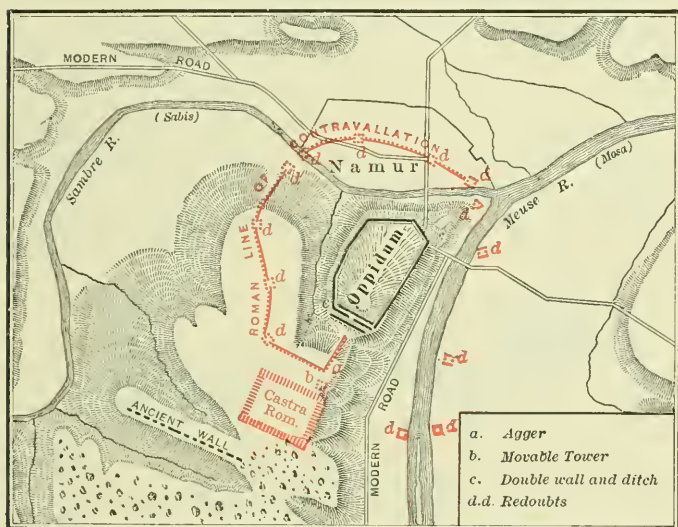 MODERN ROAD
(Sabis)
Sambre R.
ROMAN LINE OF CONTRAVALLATION
d
d
d
d
d
Namur
Meuse R.
(Mosa)
d
d
d
Oppidum
d
c
d
a
b
d
Castra
Rom.
d
d
ANCIENT WALL
MODERN ROAD
a. Agger
b. Movable Tower
c. Double wall and ditch
d.d. Redoubts